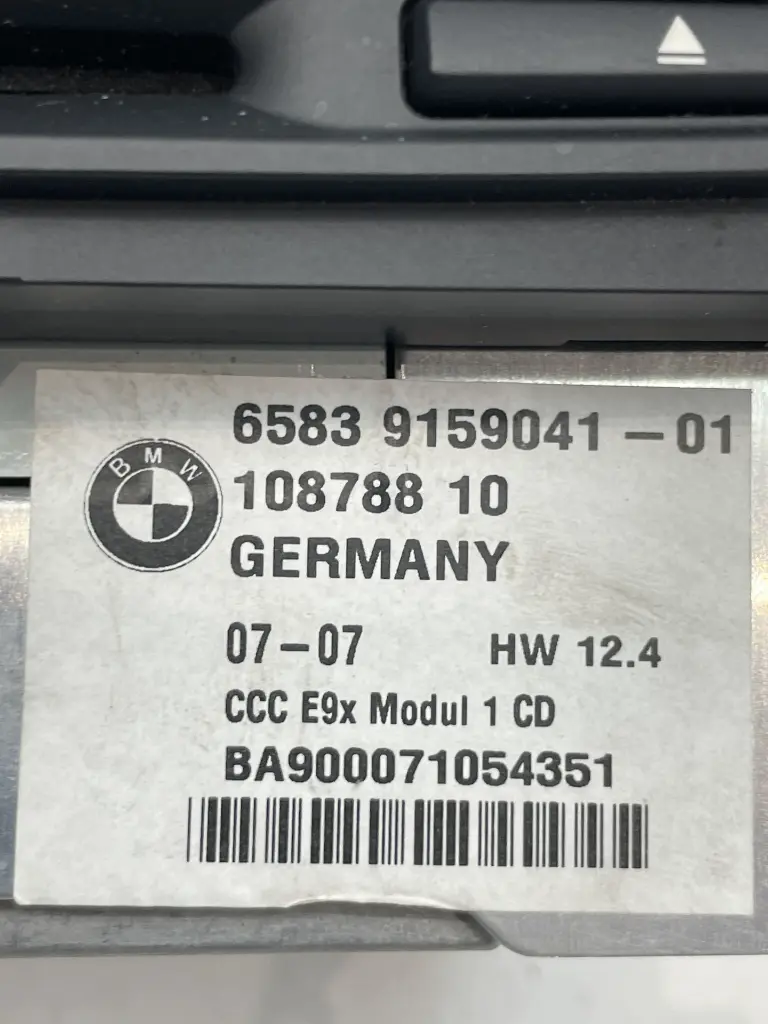 6583 9159041-01
BMW
108788 10
GERMANY
07-07 HW 12.4
CCC E9x Modul 1 CD
BA900071054351